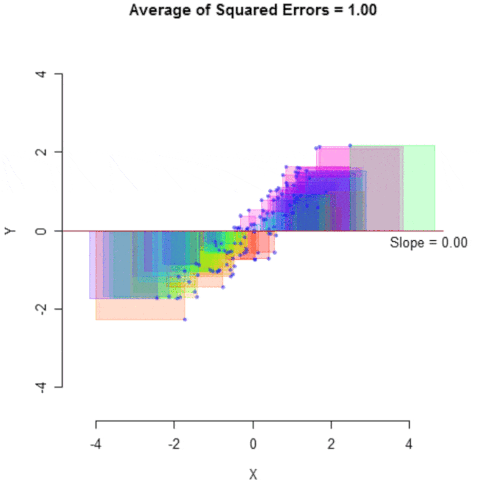 Average of Squared Errors = 1.00
4
2
0
-2
-4
Y
Slope = 0.00
-4 -2 0 2 4
X